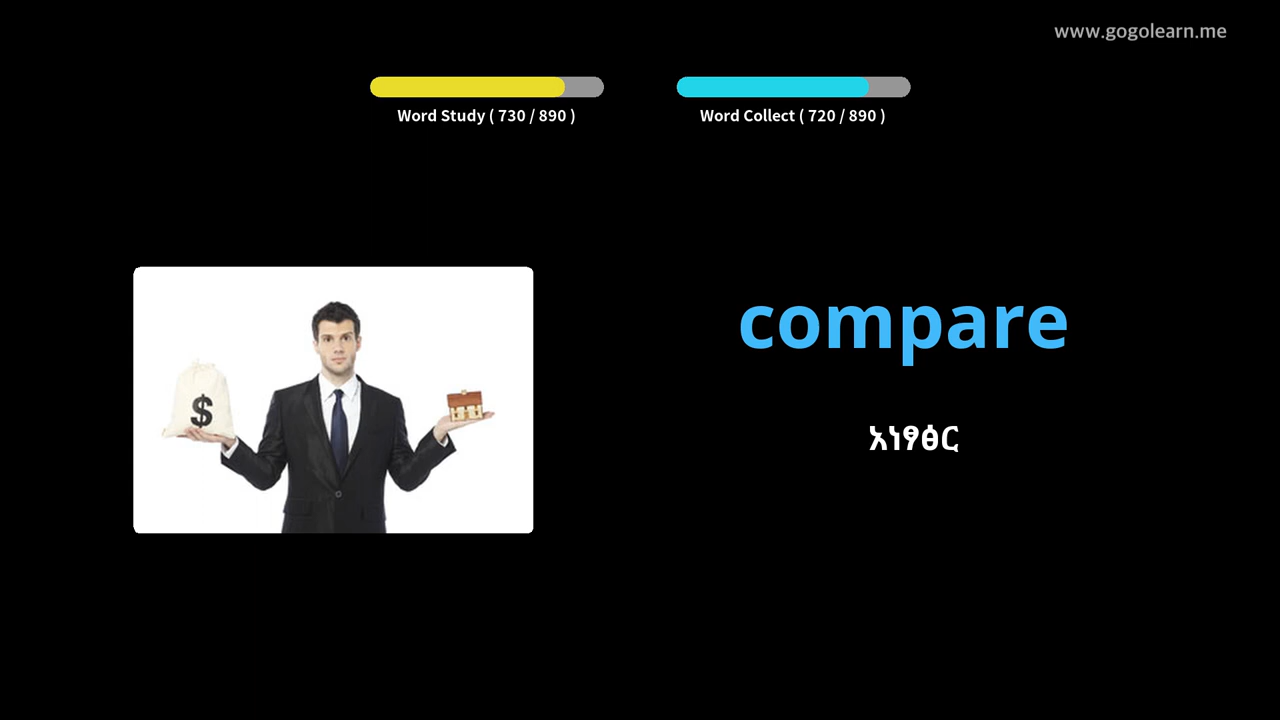 www.gogolearn.me
Word Study ( 730 / 890 )
Word Collect ( 720 / 890 )
$
compare
አነፃፅር